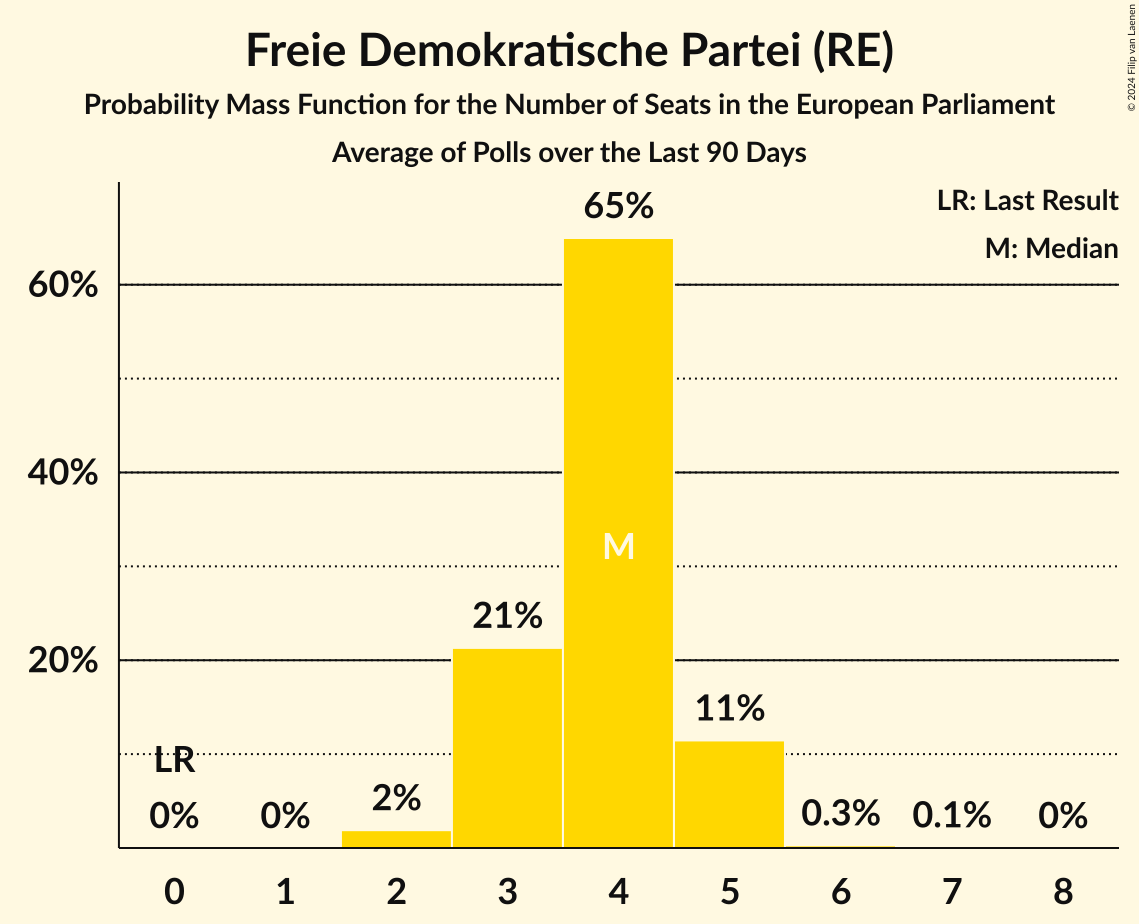 Freie Demokratische Partei (RE)
Probability Mass Function for the Number of Seats in the European Parliament
Average of Polls over the Last 90 Days
© 2024 Filip van Laenen
LR: Last Result
M: Median
65%
60%
40%
M
21%
20%
11%
LR
2%
0%
0%
0.3%
0.1%
0%
0 1 2 3 4 5 6 7 8